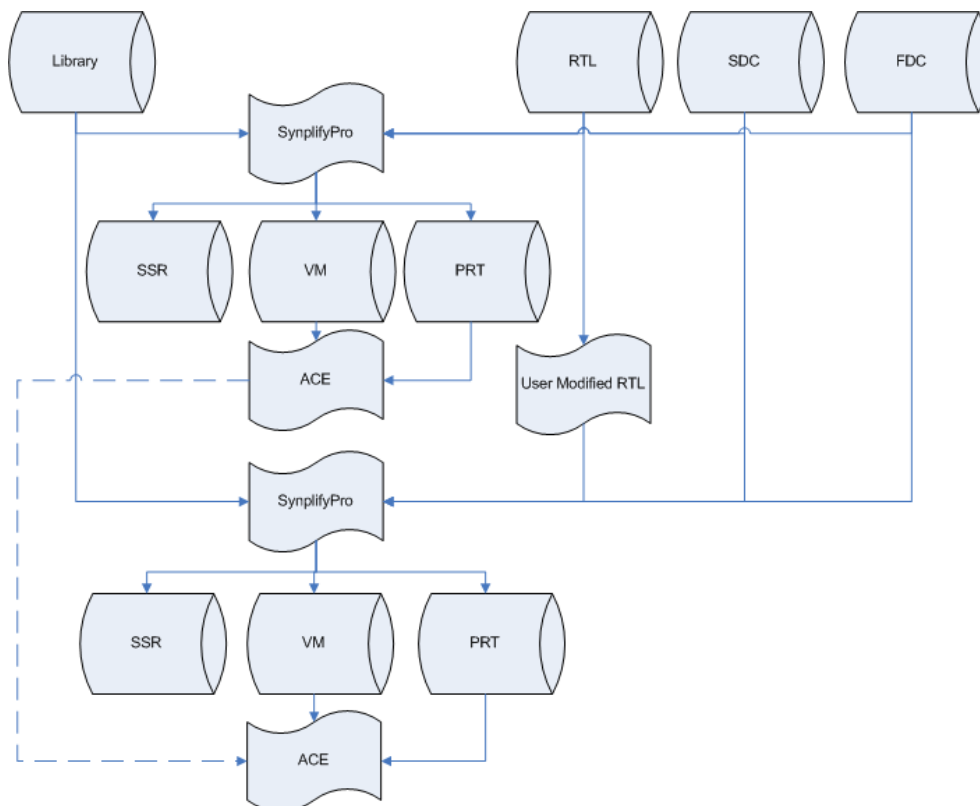 Library
RTL
SDC
FDC
SynplifyPro
SSR
VM
PRT
ACE
User Modified RTL
SynplifyPro
SSR
VM
PRT
ACE